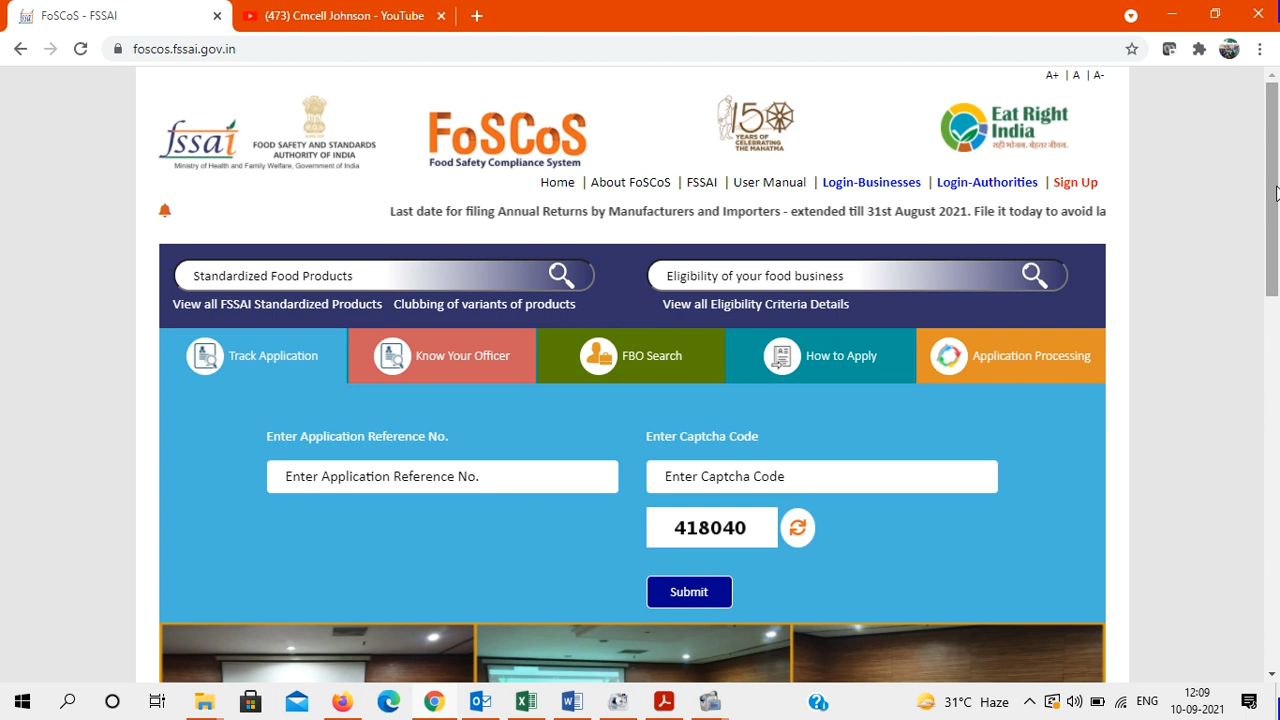 FoSCoS - FSSAI
(473) Cmcell Johnson - YouTube
foscos.fssai.gov.in
A+ | A | A-
fssai
FOOD SAFETY AND STANDARDS
AUTHORITY OF INDIA
Ministry of Health and Family Welfare, Government of India
FoSCoS
Food Safety Compliance System
150
YEARS OF
CELEBRATING
THE MAHATMA
Eat Right
India
सही भोजन. बेहतर जीवन.
Home | About FoSCoS | FSSAI | User Manual | Login-Businesses | Login-Authorities | Sign Up
Last date for filing Annual Returns by Manufacturers and Importers - extended till 31st August 2021. File it today to avoid la
Standardized Food Products
Eligibility of your food business
View all FSSAI Standardized Products Clubbing of variants of products
View all Eligibility Criteria Details
Track Application
Know Your Officer
FBO Search
How to Apply
Application Processing
Enter Application Reference No.
Enter Captcha Code
Enter Application Reference No.
Enter Captcha Code
418040
Submit
31°C Haze
ENG
12:09
10-09-2021